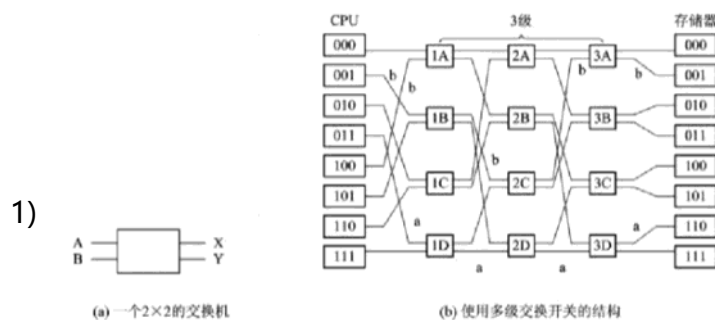 CPU
3级
存储器
000
1A
2A
3A
000
001
b
b
b
b
001
010
1B
2B
3B
010
011
011
100
b
100
101
1C
2C
3C
101
1)
110
a
a
110
A
X
B
Y
111
1D
2D
3D
111
a
a
(a) 一个2×2的交换机
(b) 使用多级交换开关的结构